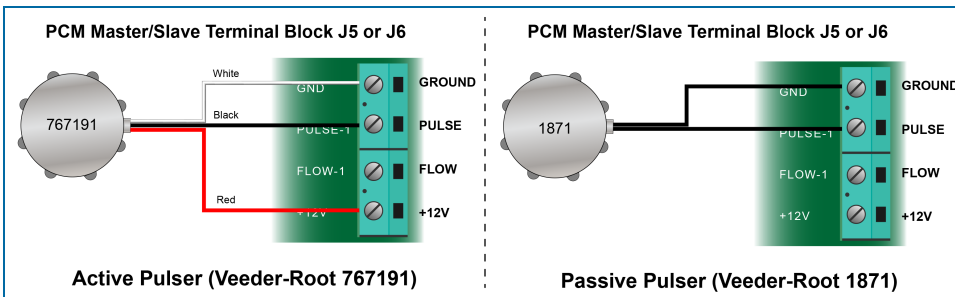 PCM Master/Slave Terminal Block J5 or J6
White
GND
GROUND
767191
Black
PULSE-1
PULSE
FLOW-1
FLOW
Red
+12V
+12V
Active Pulser (Veeder-Root 767191)
PCM Master/Slave Terminal Block J5 or J6
GND
GROUND
1871
PULSE-1
PULSE
FLOW-1
FLOW
+12V
+12V
Passive Pulser (Veeder-Root 1871)